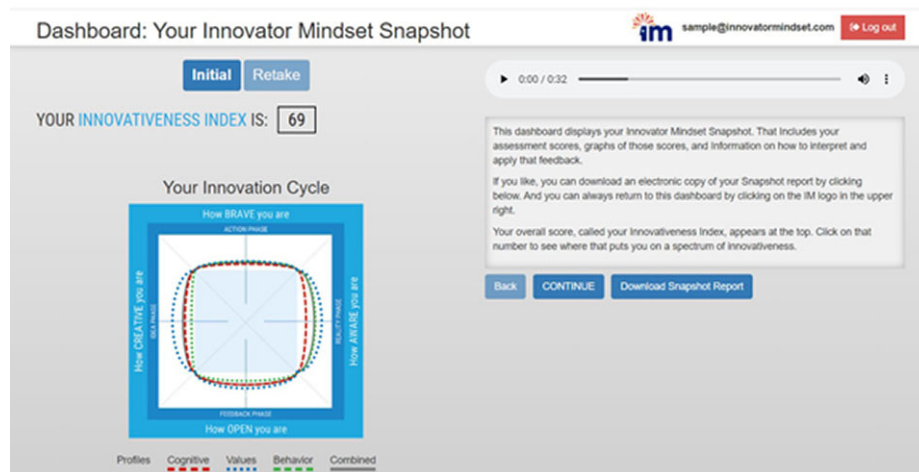 Dashboard: Your Innovator Mindset Snapshot
im
sample@innovatormindset.com
Log out
Initial
Retake
YOUR INNOVATIVENESS INDEX IS: 69
Your Innovation Cycle
How BRAVE you are
ACTION PHASE
How CREATIVE you are
IDEA PHASE
REALITY PHASE
How AWARE you are
FEEDBACK PHASE
How OPEN you are
Profiles Cognitive Values Behavior Combined
0:00 / 0:32
This dashboard displays your Innovator Mindset Snapshot. That Includes your
assessment scores, graphs of those scores, and Information on how to interpret and
apply that feedback.
If you like, you can download an electronic copy of your Snapshot report by clicking
below. And you can always return to this dashboard by clicking on the IM logo in the upper
right.
Your overall score, called your Innovativeness Index, appears at the top. Click on that
number to see where that puts you on a spectrum of innovativeness.
Back
CONTINUE
Download Snapshot Report